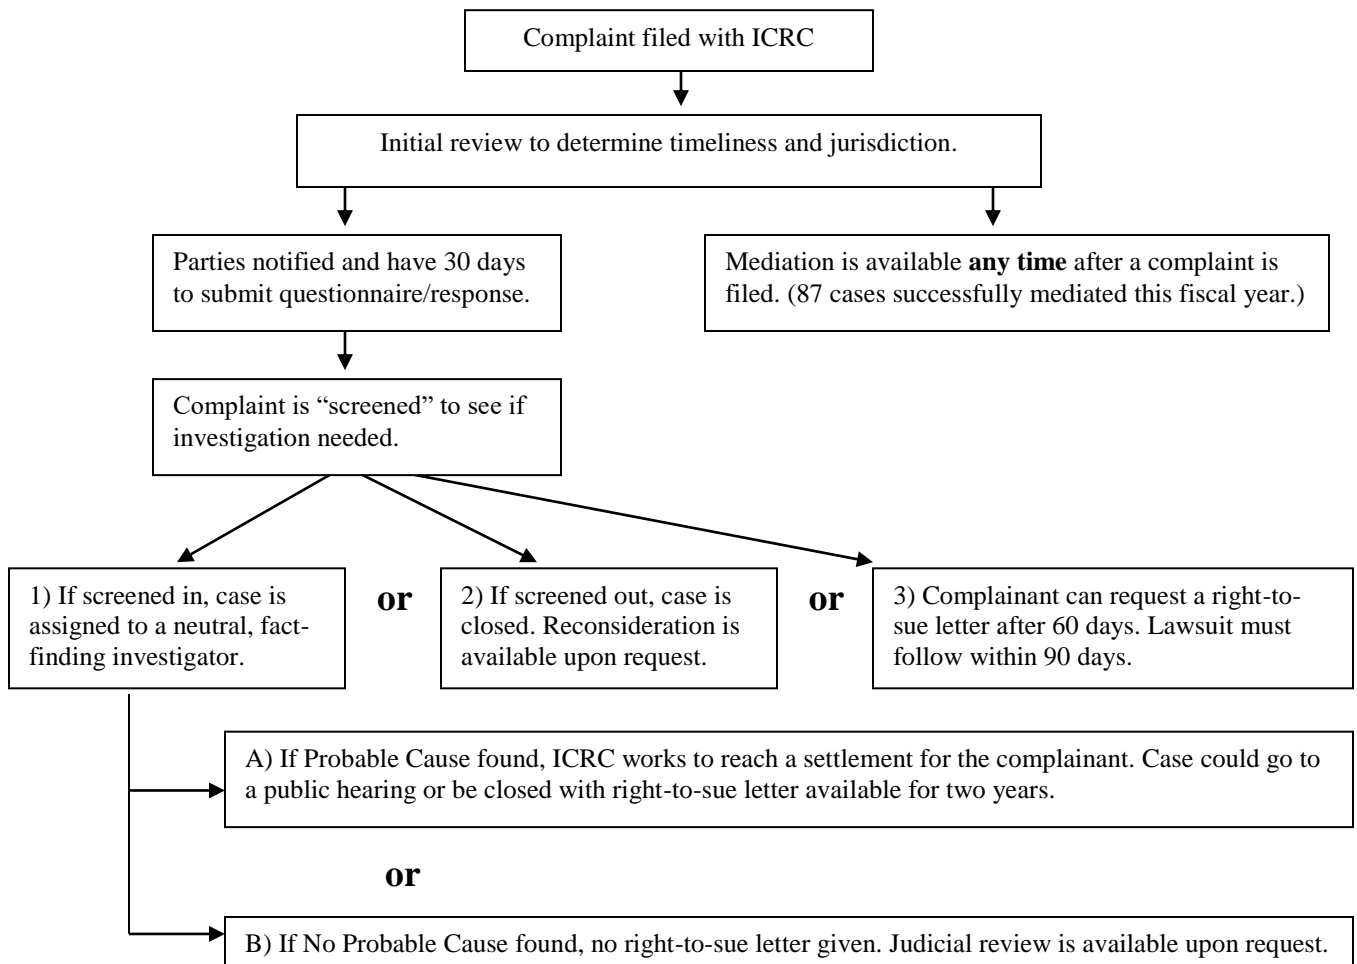 Complaint filed with ICRC
Initial review to determine timeliness and jurisdiction.
Parties notified and have 30 days
to submit questionnaire/response.
Mediation is available any time after a complaint is
filed. (87 cases successfully mediated this fiscal year.)
Complaint is “screened” to see if
investigation needed.
1) If screened in, case is
assigned to a neutral, fact-
finding investigator.
or
2) If screened out, case is
closed. Reconsideration is
available upon request.
or
3) Complainant can request a right-to-
sue letter after 60 days. Lawsuit must
follow within 90 days.
A) If Probable Cause found, ICRC works to reach a settlement for the complainant. Case could go to
a public hearing or be closed with right-to-sue letter available for two years.
or
B) If No Probable Cause found, no right-to-sue letter given. Judicial review is available upon request.